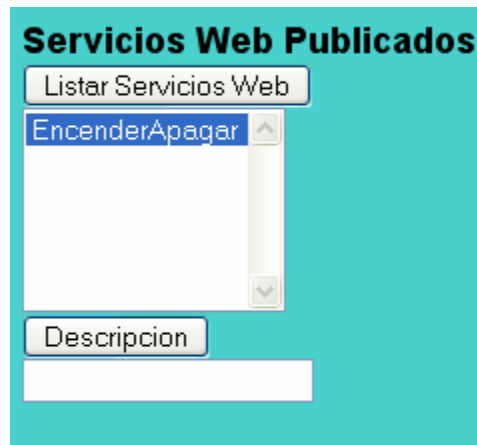 Servicios Web Publicados
Listar Servicios Web
EncenderApagar
Descripcion